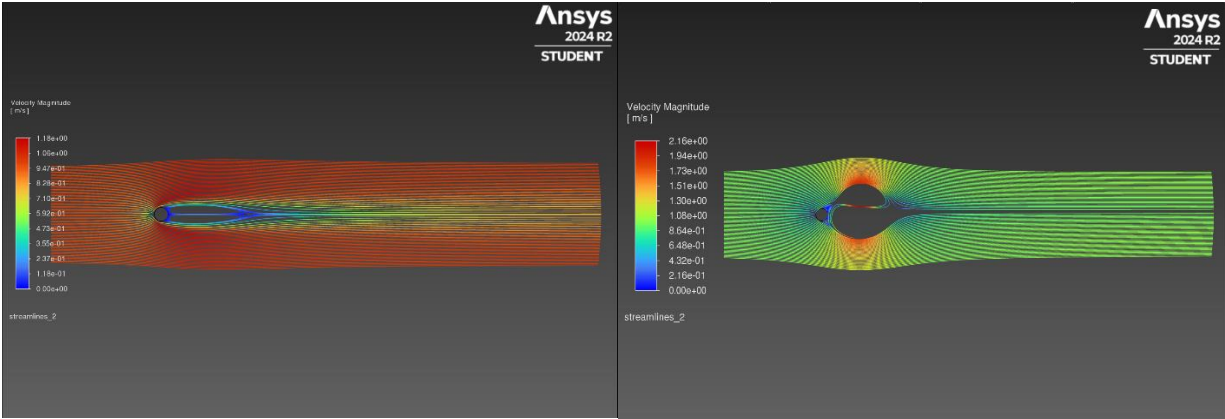 Ansys
2024 R2
STUDENT
Velocity Magnitude
[ m/s ]
1.18e+00
1.06e+00
9.47e-01
8.28e-01
7.10e-01
5.92e-01
4.73e-01
3.55e-01
2.37e-01
1.18e-01
0.00e+00
streamlines_2
Ansys
2024 R2
STUDENT
Velocity Magnitude
[ m/s ]
2.16e+00
1.94e+00
1.73e+00
1.51e+00
1.30e+00
1.08e+00
8.64e-01
6.48e-01
4.32e-01
2.16e-01
0.00e+00
streamlines_2